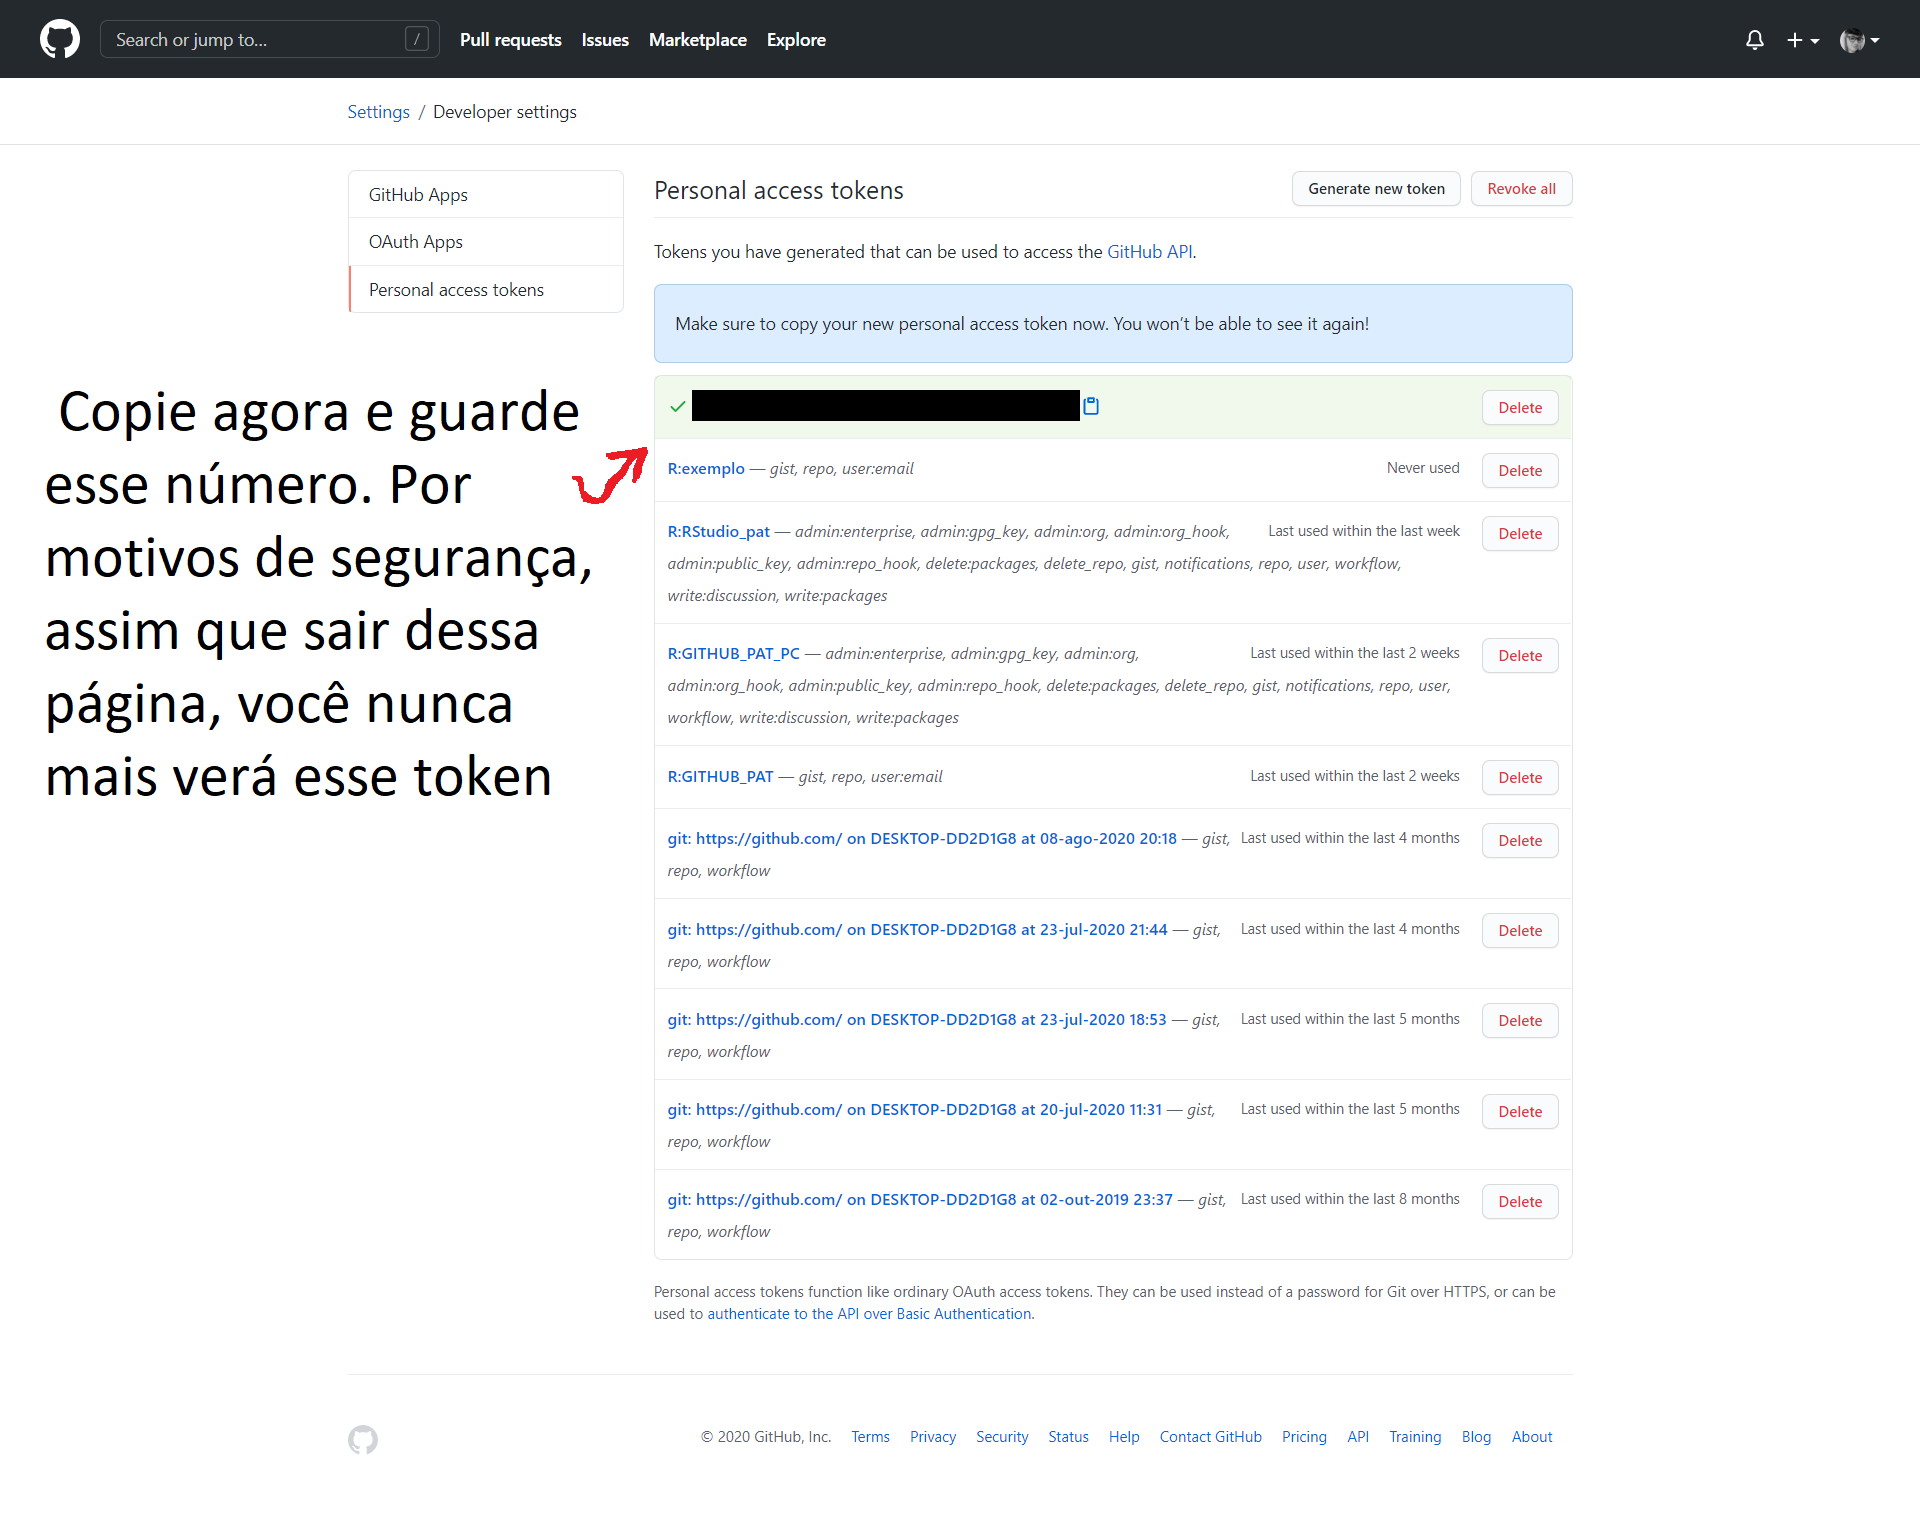 Search or jump to... /
Pull requests Issues Marketplace Explore
Settings / Developer settings
GitHub Apps
OAuth Apps
Personal access tokens
Copie agora e guarde
esse número. Por
motivos de segurança,
assim que sair dessa
página, você nunca
mais verá esse token
Personal access tokens
Generate new token
Revoke all
Tokens you have generated that can be used to access the GitHub API.
Make sure to copy your new personal access token now. You won’t be able to see it again!
Delete
R:exemplo — gist, repo, user:email Never used Delete
R:RStudio_pat — admin:enterprise, admin:gpg_key, admin:org, admin:org_hook, Last used within the last week Delete
admin:public_key, admin:repo_hook, delete:packages, delete_repo, gist, notifications, repo, user, workflow,
write:discussion, write:packages
R:GITHUB_PAT_PC — admin:enterprise, admin:gpg_key, admin:org, Last used within the last 2 weeks Delete
admin:org_hook, admin:public_key, admin:repo_hook, delete:packages, delete_repo, gist, notifications, repo, user,
workflow, write:discussion, write:packages
R:GITHUB_PAT — gist, repo, user:email Last used within the last 2 weeks Delete
git: https://github.com/ on DESKTOP-DD2D1G8 at 08-ago-2020 20:18 — gist, Last used within the last 4 months Delete
repo, workflow
git: https://github.com/ on DESKTOP-DD2D1G8 at 23-jul-2020 21:44 — gist, Last used within the last 4 months Delete
repo, workflow
git: https://github.com/ on DESKTOP-DD2D1G8 at 23-jul-2020 18:53 — gist, Last used within the last 5 months Delete
repo, workflow
git: https://github.com/ on DESKTOP-DD2D1G8 at 20-jul-2020 11:31 — gist, Last used within the last 5 months Delete
repo, workflow
git: https://github.com/ on DESKTOP-DD2D1G8 at 02-out-2019 23:37 — gist, Last used within the last 8 months Delete
repo, workflow
Personal access tokens function like ordinary OAuth access tokens. They can be used instead of a password for Git over HTTPS, or can be
used to authenticate to the API over Basic Authentication.
© 2020 GitHub, Inc. Terms Privacy Security Status Help Contact GitHub Pricing API Training Blog About